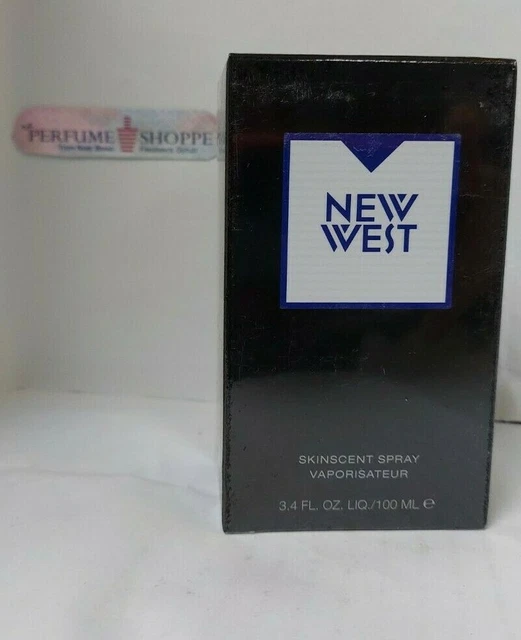 PERFUME SHOPPE
NEW
WEST
SKINSCENT SPRAY
VAPORISATEUR
3.4 FL. OZ. LIQ./100 ML ℮